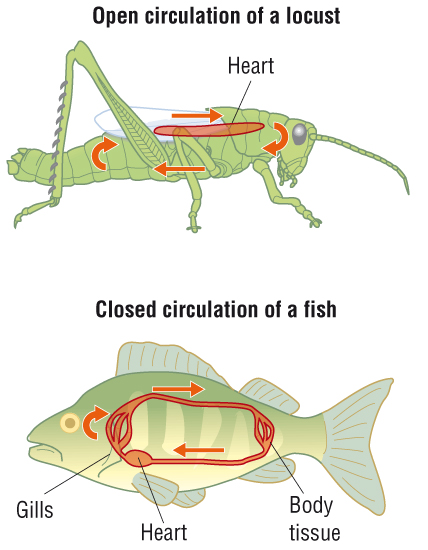 Open circulation of a locust
Heart
Closed circulation of a fish
Gills
Heart
Body
tissue